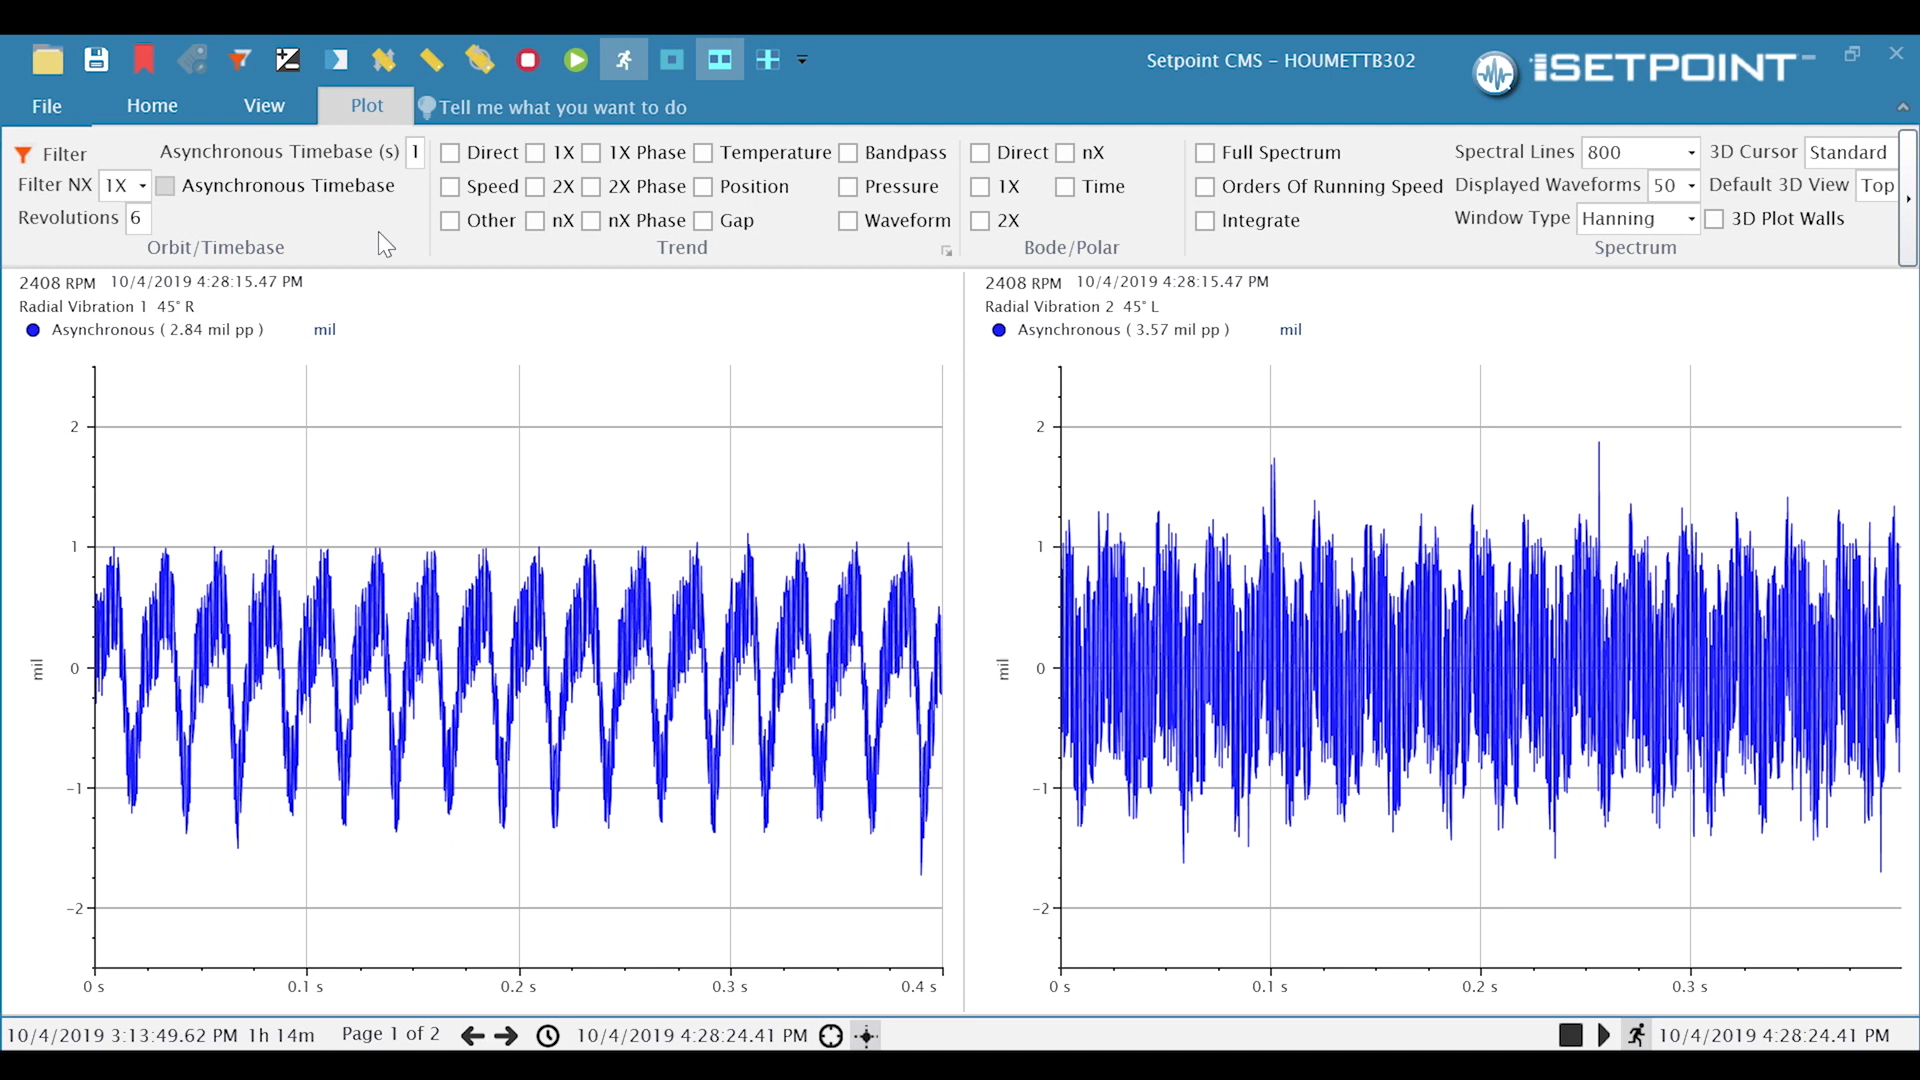 Setpoint CMS – HOUMETTB302
SETPOINT
File Home View Plot Tell me what you want to do
Filter Asynchronous Timebase (s) 1
Filter NX 1X Asynchronous Timebase
Revolutions 6
Orbit/Timebase
Direct 1X 1X Phase Temperature Bandpass
Speed 2X 2X Phase Position Pressure
Other nX nX Phase Gap Waveform
Trend
Direct nX
1X Time
2X
Bode/Polar
Full Spectrum Spectral Lines 800 3D Cursor Standard
Orders Of Running Speed Displayed Waveforms 50 Default 3D View Top
Integrate Window Type Hanning 3D Plot Walls
Spectrum
2408 RPM 10/4/2019 4:28:15.47 PM
Radial Vibration 1 45° R
Asynchronous ( 2.84 mil pp ) mil
2
1
0
-1
-2
mil
0 s 0.1 s 0.2 s 0.3 s 0.4 s
2408 RPM 10/4/2019 4:28:15.47 PM
Radial Vibration 2 45° L
Asynchronous ( 3.57 mil pp ) mil
2
1
0
-1
-2
mil
0 s 0.1 s 0.2 s 0.3 s
10/4/2019 3:13:49.62 PM 1h 14m Page 1 of 2 10/4/2019 4:28:24.41 PM 10/4/2019 4:28:24.41 PM